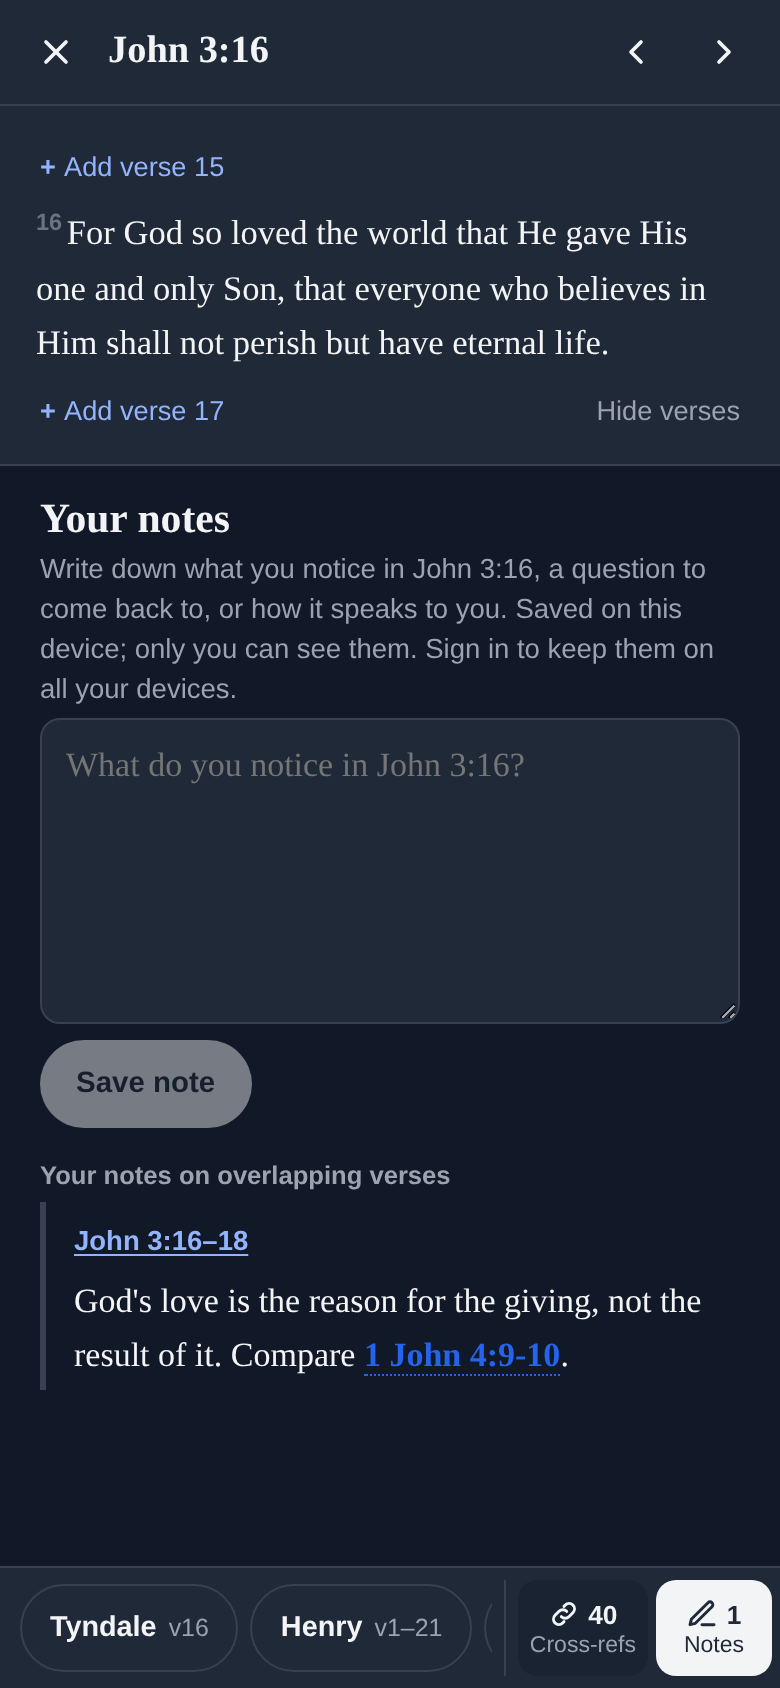 John 3:16
+ Add verse 15
16 For God so loved the world that He gave His
one and only Son, that everyone who believes in
Him shall not perish but have eternal life.
+ Add verse 17
Hide verses
Your notes
Write down what you notice in John 3:16, a question to
come back to, or how it speaks to you. Saved on this
device; only you can see them. Sign in to keep them on
all your devices.
What do you notice in John 3:16?
Save note
Your notes on overlapping verses
John 3:16–18
God's love is the reason for the giving, not the
result of it. Compare 1 John 4:9-10.
Tyndale v16
Henry v1–21
40
Cross-refs
1
Notes